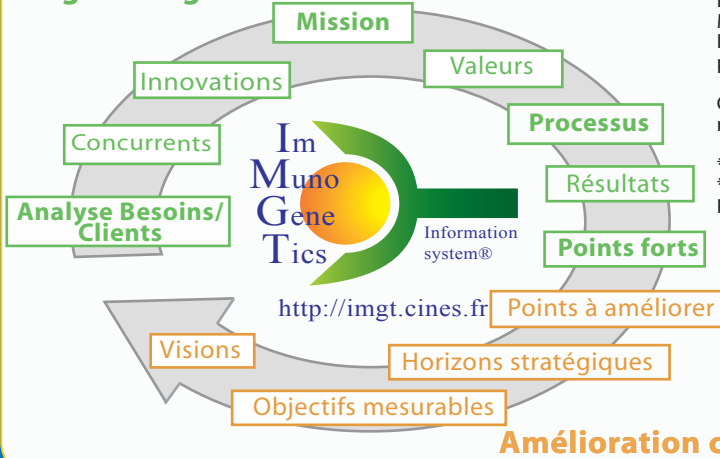 Mission
Innovations
Valeurs
Concurrents
Processus
Analyse Besoins/
Clients
Résultats
Points forts
Im
Muno
Gene
Tics
Information
system®
http://imgt.cines.fr
Points à améliorer
Visions
Horizons stratégiques
Objectifs mesurables
Amélioration